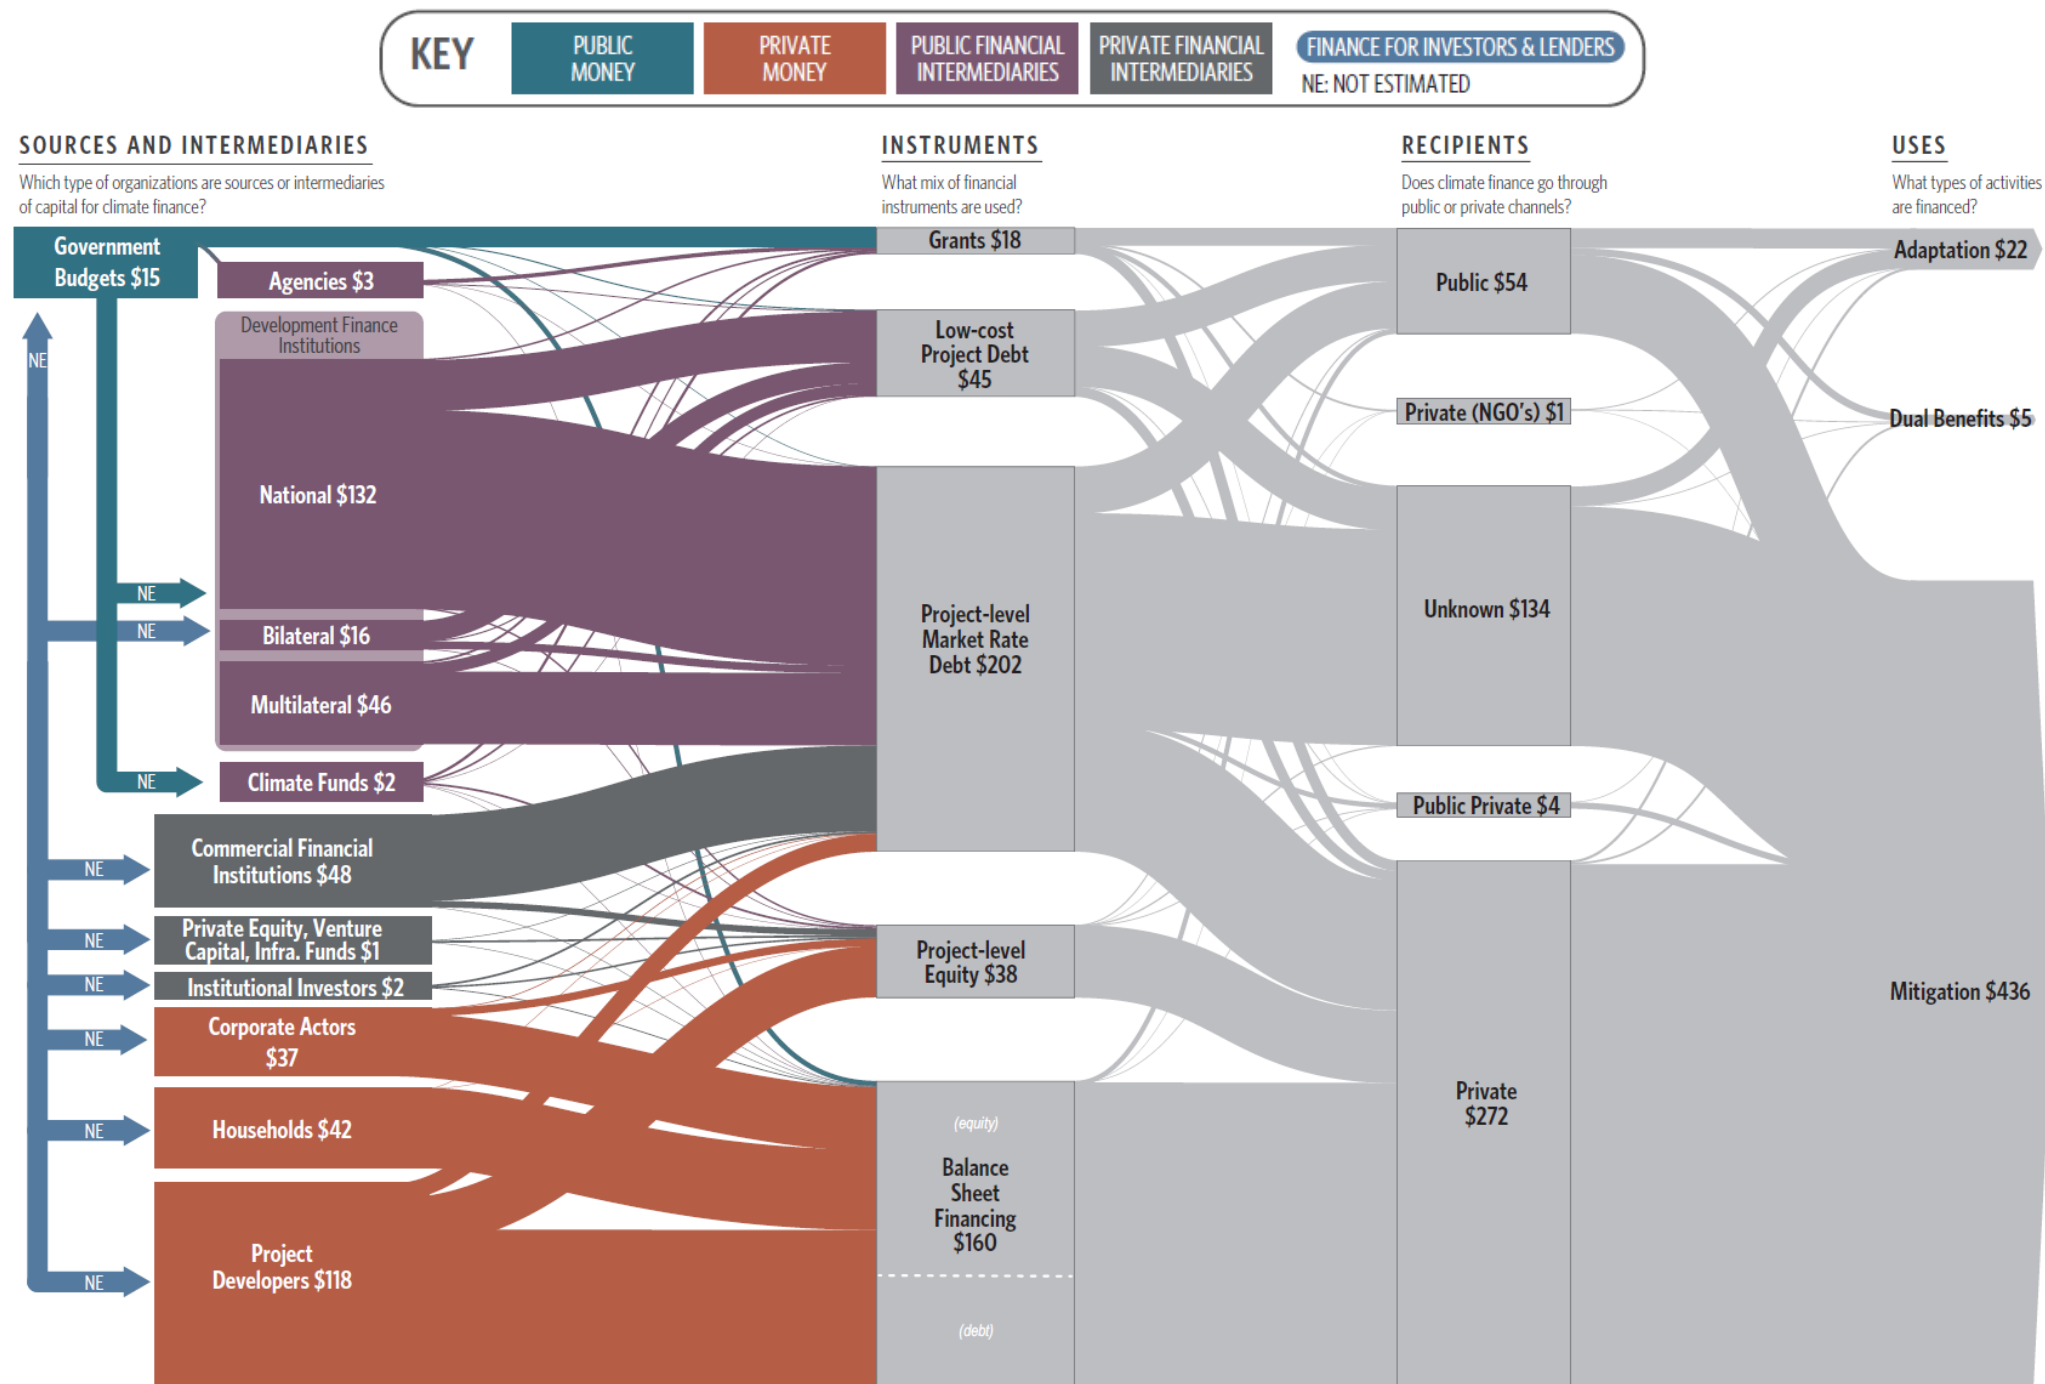 KEY
PUBLIC
MONEY
PRIVATE
MONEY
PUBLIC FINANCIAL
INTERMEDIARIES
PRIVATE FINANCIAL
INTERMEDIARIES
FINANCE FOR INVESTORS & LENDERS
NE: NOT ESTIMATED
SOURCES AND INTERMEDIARIES
Which type of organizations are sources or intermediaries
of capital for climate finance?
INSTRUMENTS
What mix of financial
instruments are used?
RECIPIENTS
Does climate finance go through
public or private channels?
USES
What types of activities
are financed?
Government
Budgets $15
Agencies $3
Development Finance
Institutions
National $132
Bilateral $16
Multilateral $46
Climate Funds $2
Commercial Financial
Institutions $48
Private Equity, Venture
Capital, Infra. Funds $1
Institutional Investors $2
Corporate Actors
$37
Households $42
Project
Developers $118
NE
NE
NE
NE
NE
NE
NE
NE
NE
NE
Grants $18
Low-cost
Project Debt
$45
Project-level
Market Rate
Debt $202
Project-level
Equity $38
(equity)
Balance
Sheet
Financing
$160
(debt)
Public $54
Private (NGO's) $1
Unknown $134
Public Private $4
Private
$272
Adaptation $22
Dual Benefits $5
Mitigation $436